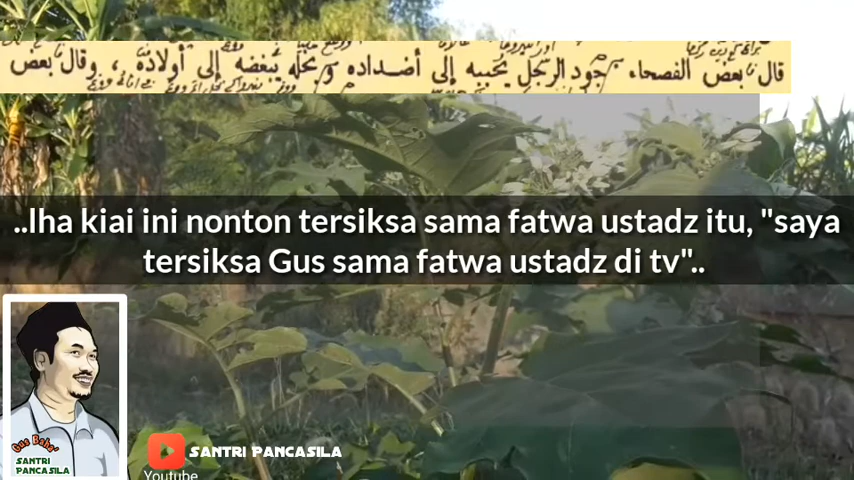 قال بعض الفصحاء جود الرجل يحببه إلى أضداده وبخله يبغضه إلى أولاده ، وقال بعض
..lha kiai ini nonton tersiksa sama fatwa ustadz itu, "saya
tersiksa Gus sama fatwa ustadz di tv"..
Gus Baha'
SANTRI
PANCASILA
SANTRI PANCASILA
Youtube